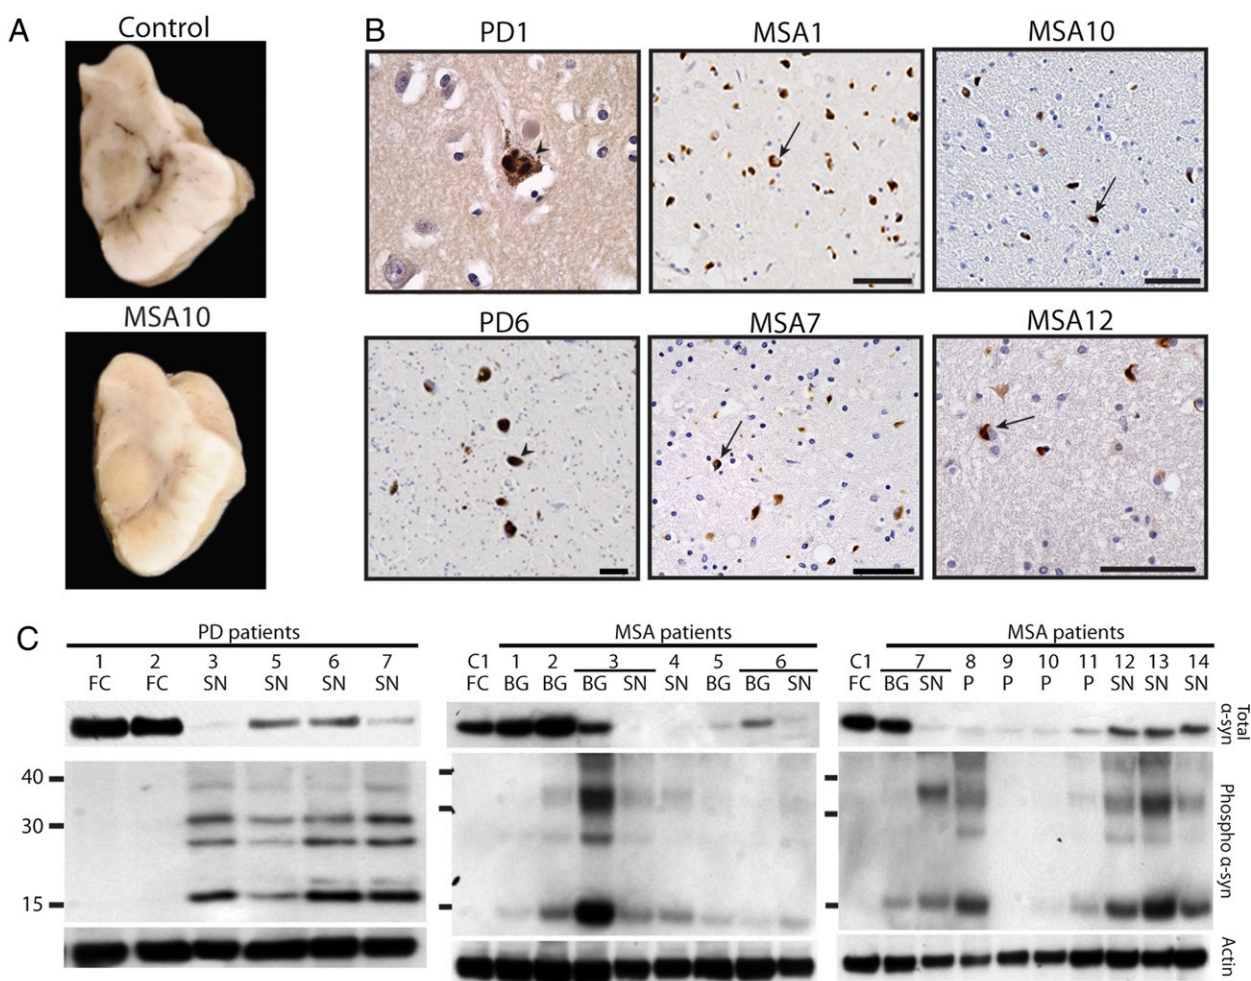 A
Control
MSA10
B
PD1 MSA1 MSA10
PD6 MSA7 MSA12
C
PD patients
1 2 3 5 6 7
FC FC SN SN SN SN
40
30
15
MSA patients
C1 1 2 3 4 5 6
FC BG BG BG SN SN BG BG SN
MSA patients
C1 7 8 9 10 11 12 13 14
FC BG SN P P P P SN SN SN
Total
α-syn
Phospho α-syn
Actin